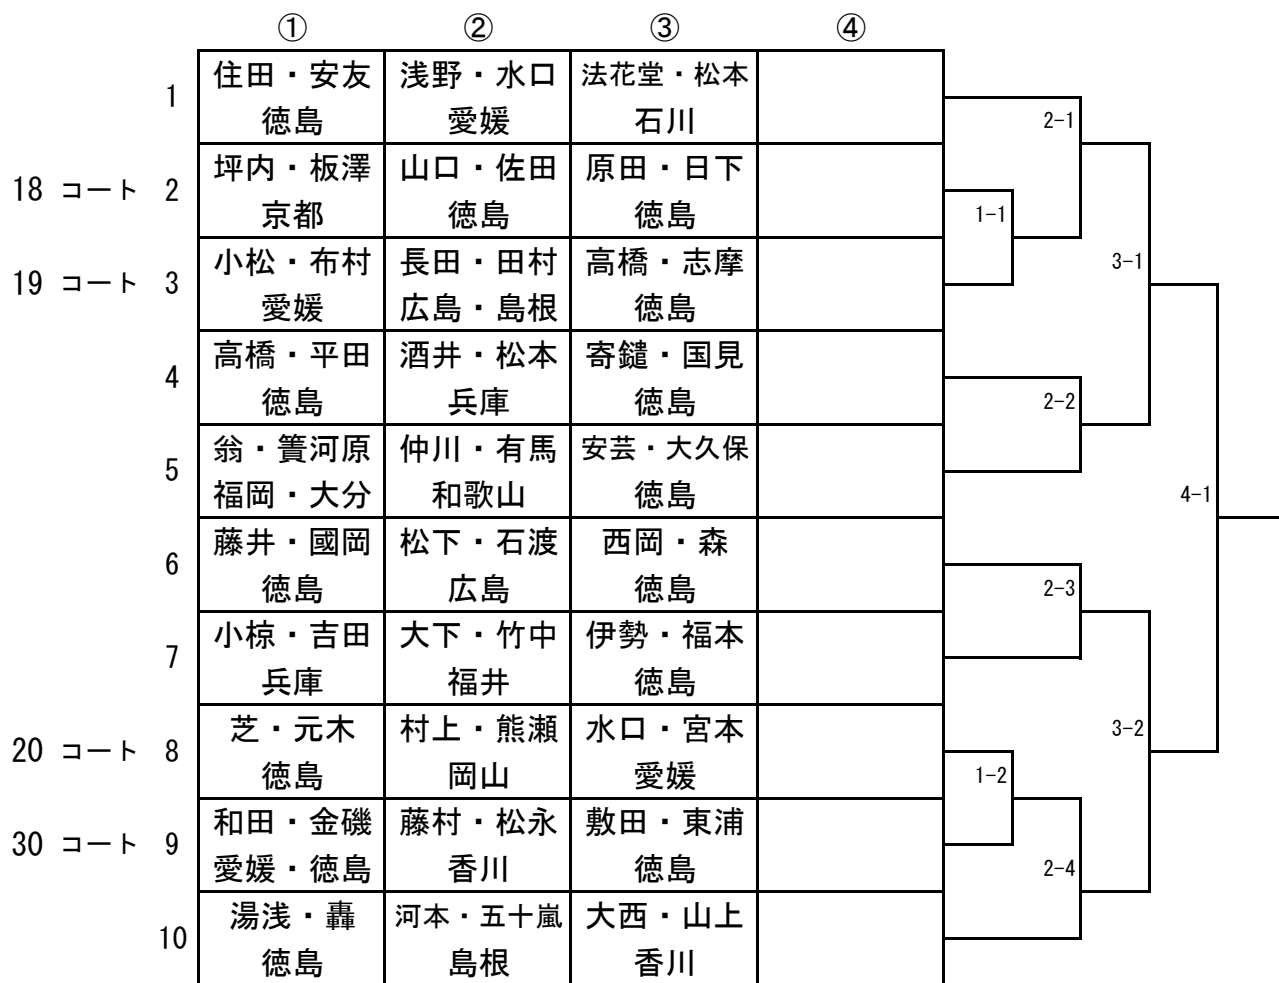 ① ② ③ ④
住田・安友 浅野・水口 法花堂・松本
1
徳島 愛媛 石川
2-1
坪内・板澤 山口・佐田 原田・日下
18 コート 2
京都 徳島 徳島
1-1
小松・布村 長田・田村 高橋・志摩
3-1
19 コート 3
愛媛 広島・島根 徳島
高橋・平田 酒井・松本 寄鑓・国見
4
徳島 兵庫 徳島
2-2
翁・簀河原 仲川・有馬 安芸・大久保
5
福岡・大分 和歌山 徳島
4-1
藤井・國岡 松下・石渡 西岡・森
6
徳島 広島 徳島
2-3
小椋・吉田 大下・竹中 伊勢・福本
7
兵庫 福井 徳島
芝・元木 村上・熊瀬 水口・宮本
3-2
20 コート 8
徳島 岡山 愛媛
1-2
和田・金磯 藤村・松永 敷田・東浦
30 コート 9
愛媛・徳島 香川 徳島
2-4
湯浅・轟 河本・五十嵐 大西・山上
10
徳島 島根 香川